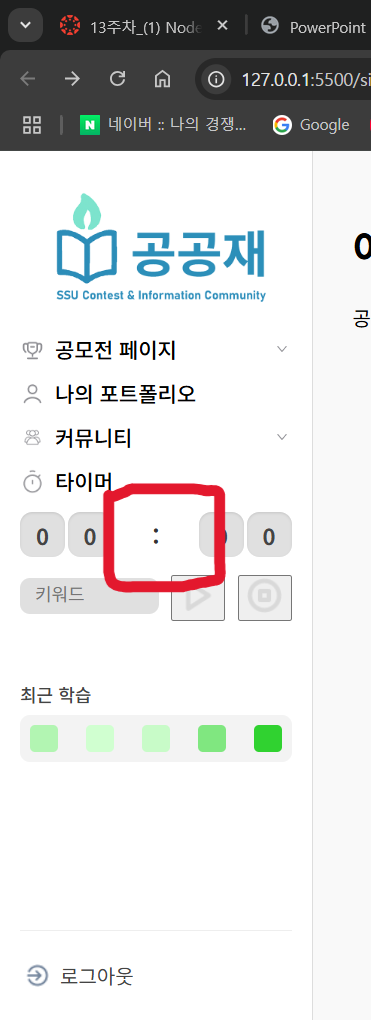 13주차_(1) Node
PowerPoint
127.0.0.1:5500/si
네이버 :: 나의 경쟁...
Google
공공재
SSU Contest & Information Community
공
공모전 페이지
나의 포트폴리오
커뮤니티
타이머
0 0 : 0 0
키워드
최근 학습
로그아웃